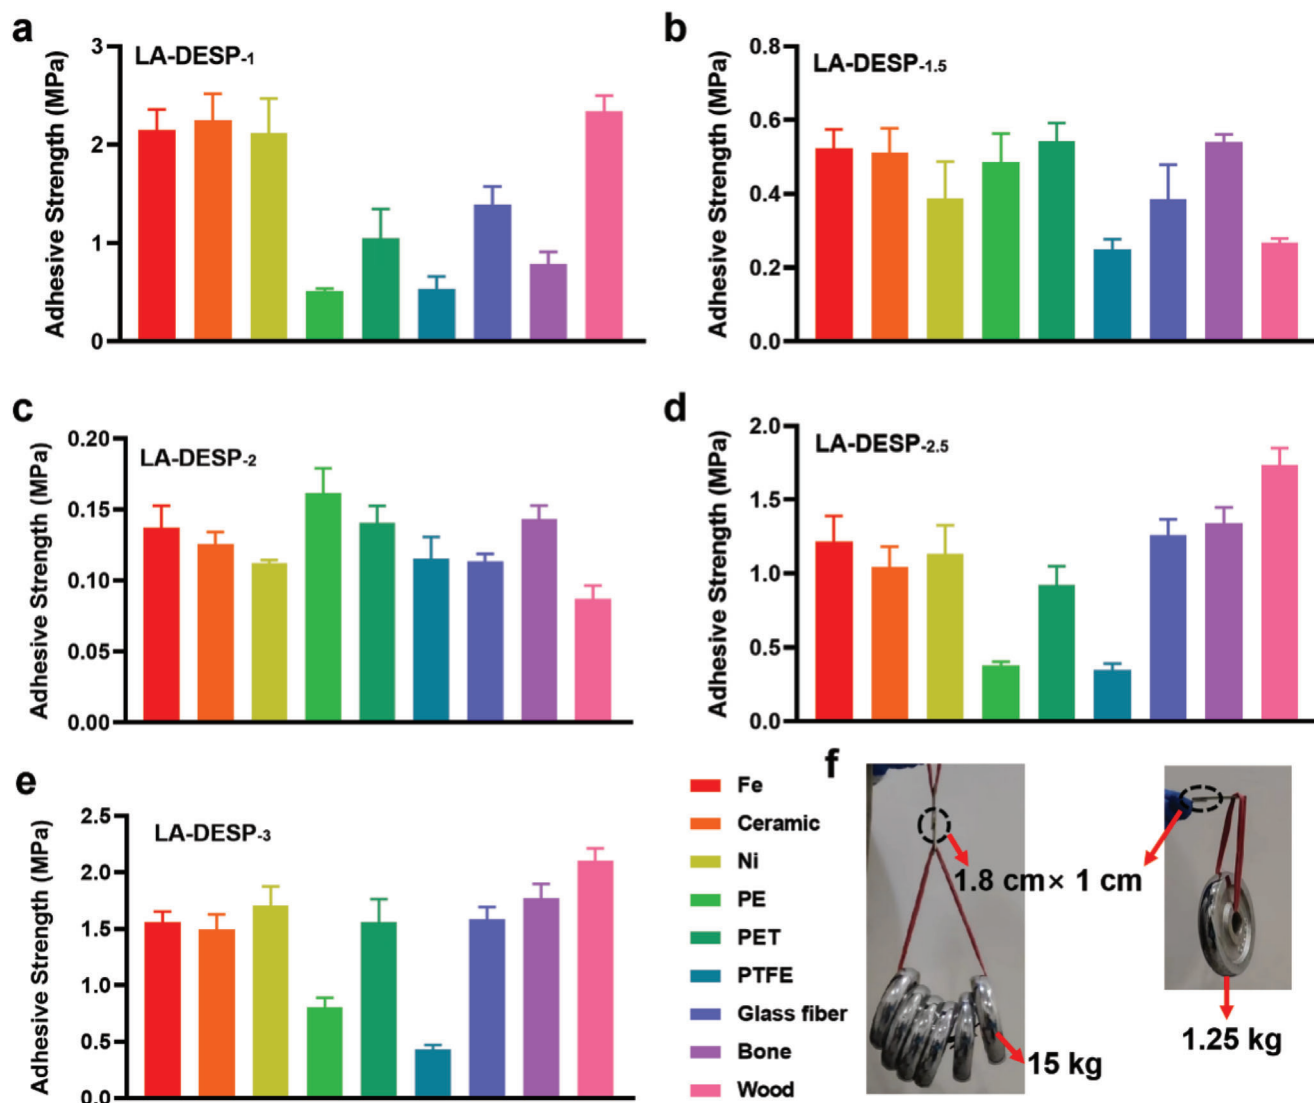 a
LA-DESP-1
Adhesive Strength (MPa)
3
2
1
0
b
LA-DESP-1.5
Adhesive Strength (MPa)
0.8
0.6
0.4
0.2
0.0
c
LA-DESP-2
Adhesive Strength (MPa)
0.20
0.15
0.10
0.05
0.00
d
LA-DESP-2.5
Adhesive Strength (MPa)
2.0
1.5
1.0
0.5
0.0
e
LA-DESP-3
Adhesive Strength (MPa)
2.5
2.0
1.5
1.0
0.5
0.0
Fe
Ceramic
Ni
PE
PET
PTFE
Glass fiber
Bone
Wood
f
1.8 cm× 1 cm
15 kg
1.25 kg